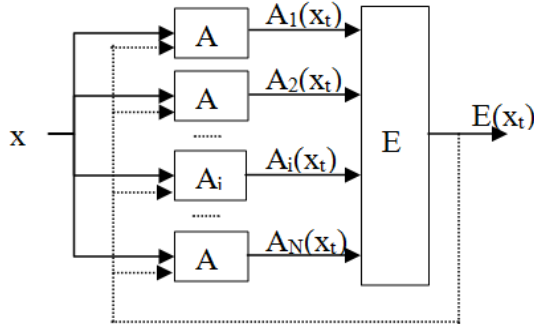 A A₁(xₜ)
A A₂(xₜ)
......
x E E(xₜ)
Aᵢ Aᵢ(xₜ)
......
A A_N(xₜ)